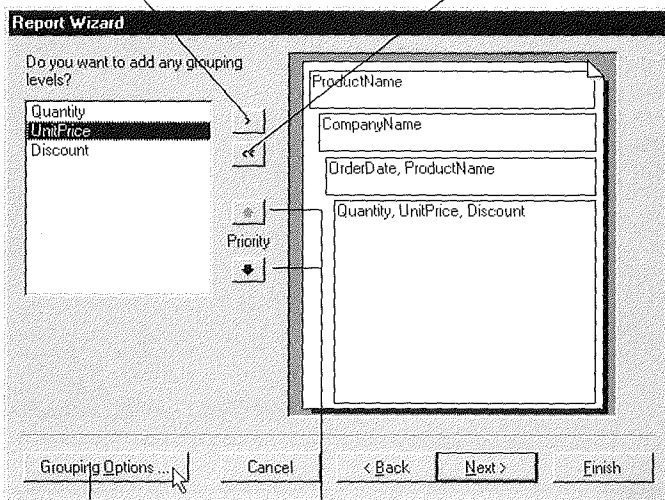 Report Wizard
Do you want to add any grouping
levels?
Quantity
UnitPrice
Discount
>
<<
Priority
ProductName
CompanyName
OrderDate, ProductName
Quantity, UnitPrice, Discount
Grouping Options ...
Cancel
< Back
Next >
Finish